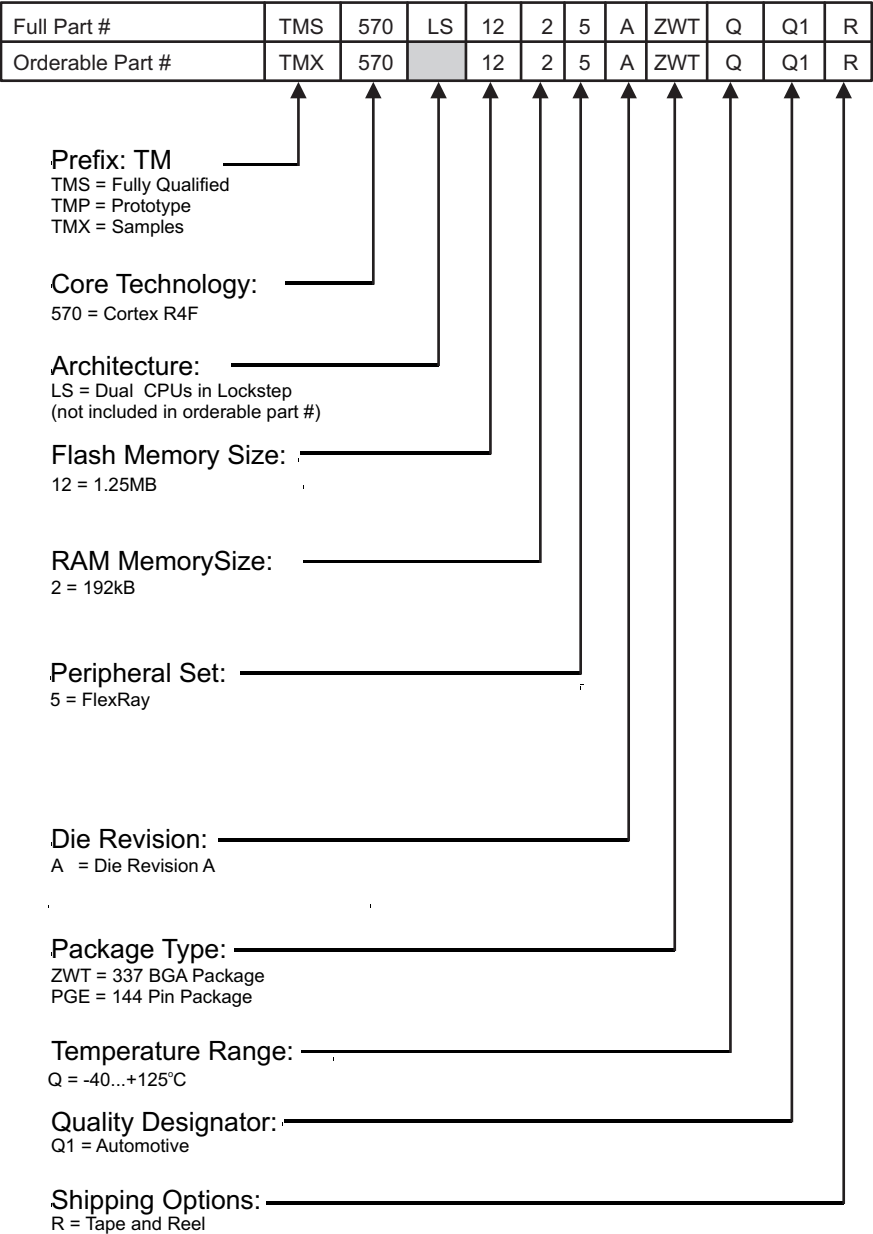 Full Part # TMS 570 LS 12 2 5 A ZWT Q Q1 R
Orderable Part # TMX 570 12 2 5 A ZWT Q Q1 R
Prefix: TM
TMS = Fully Qualified
TMP = Prototype
TMX = Samples
Core Technology:
570 = Cortex R4F
Architecture:
LS = Dual CPUs in Lockstep
(not included in orderable part #)
Flash Memory Size:
12 = 1.25MB
RAM MemorySize:
2 = 192kB
Peripheral Set:
5 = FlexRay
Die Revision:
A = Die Revision A
Package Type:
ZWT = 337 BGA Package
PGE = 144 Pin Package
Temperature Range:
Q = -40...+125°C
Quality Designator:
Q1 = Automotive
Shipping Options:
R = Tape and Reel